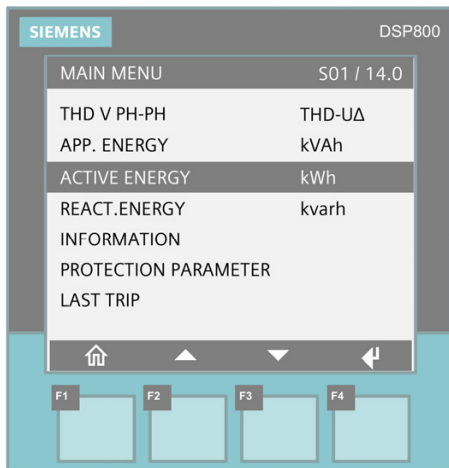 SIEMENS DSP800
MAIN MENU S01 / 14.0
THD V PH-PH THD-UΔ
APP. ENERGY kVAh
ACTIVE ENERGY kWh
REACT.ENERGY kvarh
INFORMATION
PROTECTION PARAMETER
LAST TRIP
F1 F2 F3 F4